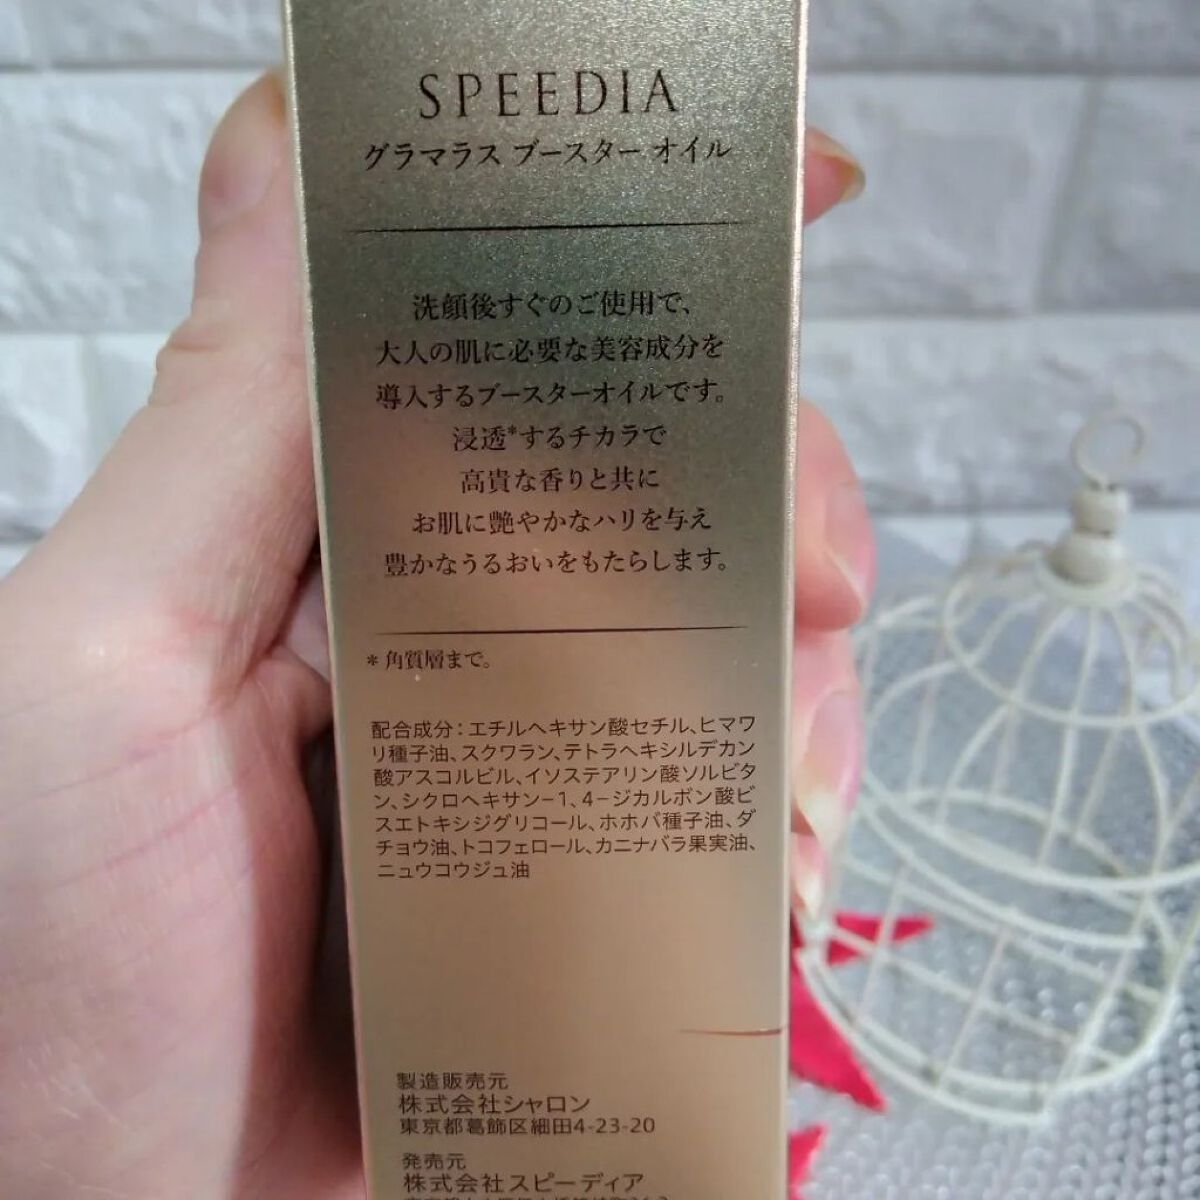 SPEEDIA
グラマラス ブースター オイル
洗顔後すぐのご使用で、
大人の肌に必要な美容成分を
導入するブースターオイルです。
浸透*するチカラで
高貴な香りと共に
お肌に艶やかなハリを与え
豊かなうるおいをもたらします。
* 角質層まで。
配合成分：エチルヘキサン酸セチル、ヒマワ
リ種子油、スクワラン、テトラヘキシルデカン
酸アスコルビル、イソステアリン酸ソルビタ
ン、シクロヘキサン-1、4-ジカルボン酸ビ
スエトキシジグリコール、ホホバ種子油、ダ
チョウ油、トコフェロール、カニナバラ果実油、
ニュウコウジュ油
製造販売元
株式会社シャロン
東京都葛飾区細田4-23-20
発売元
株式会社スピーディア